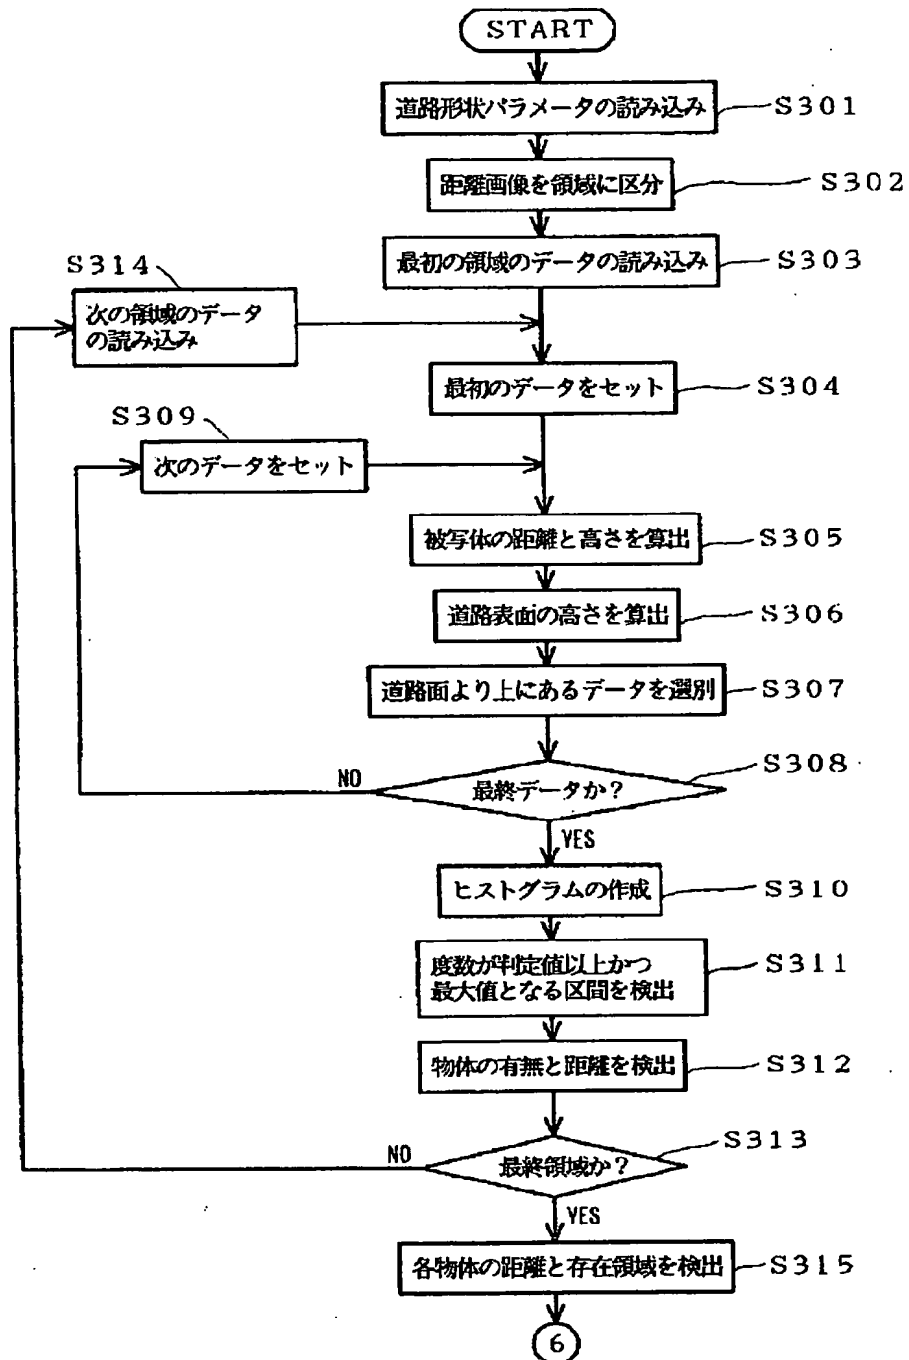 START
道路形状パラメータの読み込み
S301
距離画像を領域に区分
S302
最初の領域のデータの読み込み
S303
S314
次の領域のデータ
の読み込み
最初のデータをセット
S304
S309
次のデータをセット
被写体の距離と高さを算出
S305
道路表面の高さを算出
S306
道路面より上にあるデータを選別
S307
S308
最終データか?
NO
YES
ヒストグラムの作成
S310
度数が判定値以上かつ
最大値となる区間を検出
S311
物体の有無と距離を検出
S312
S313
最終領域か?
NO
YES
各物体の距離と存在領域を検出
S315
6